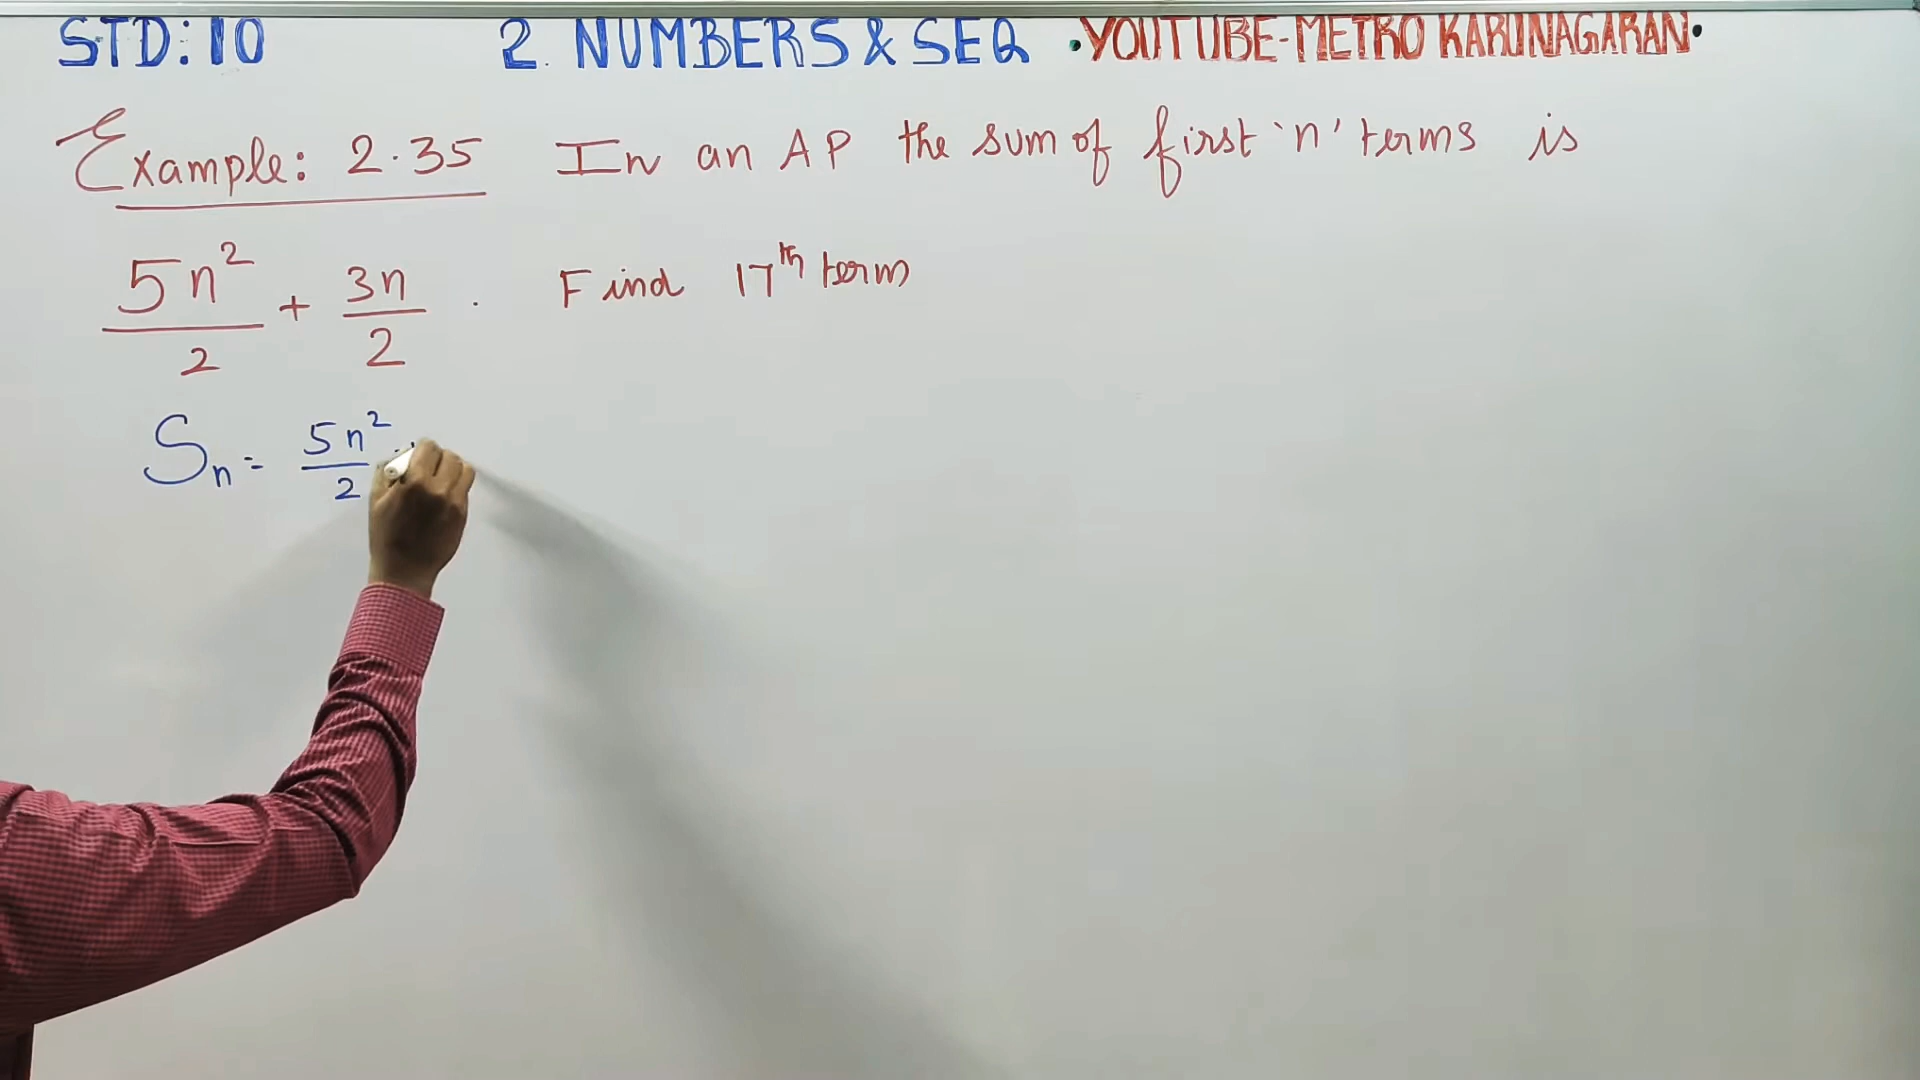 STD: 10 2. NUMBERS & SEQ •YOUTUBE-METRO KARUNAGARAN•
Example: 2.35 In an AP the sum of first 'n' terms is
5n²/2 + 3n/2 . Find 17th term
Sn = 5n²/2